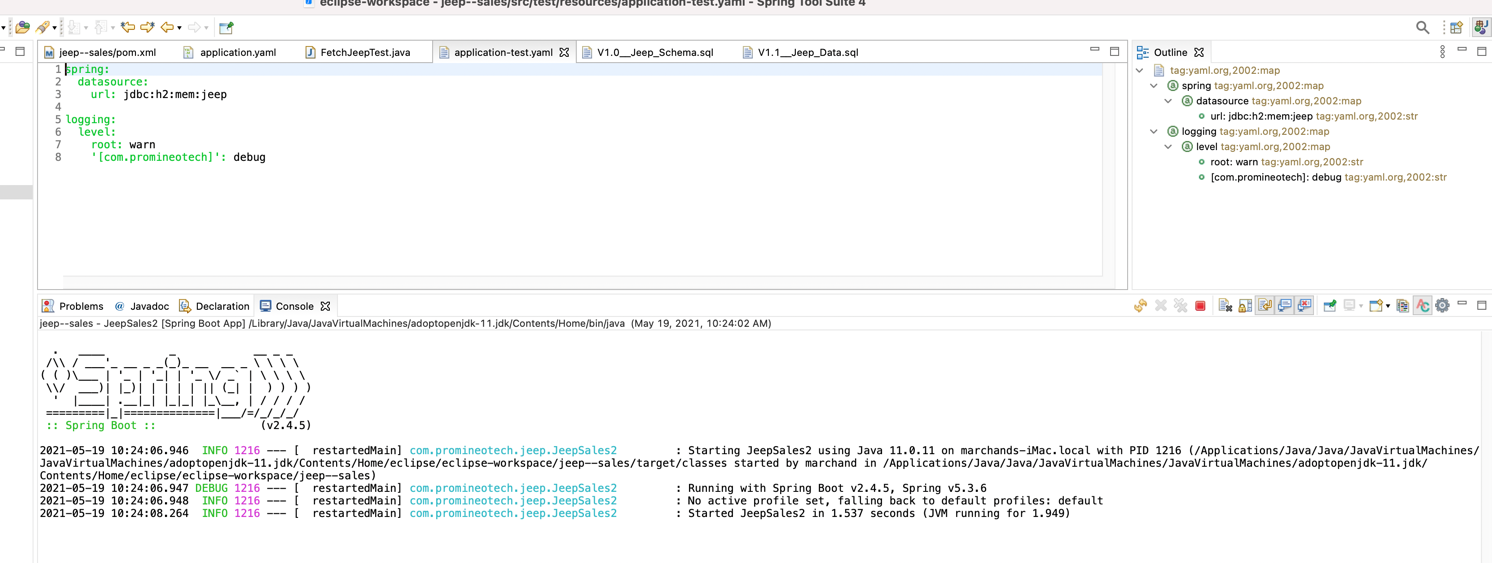 eclipse-workspace - jeep--sales/src/test/resources/application-test.yaml - Spring Tool Suite 4
jeep--sales/pom.xml application.yaml FetchJeepTest.java application-test.yaml V1.0__Jeep_Schema.sql V1.1__Jeep_Data.sql
1 spring:
2 datasource:
3 url: jdbc:h2:mem:jeep
4
5 logging:
6 level:
7 root: warn
8 '[com.promineotech]': debug
Outline
tag:yaml.org,2002:map
spring tag:yaml.org,2002:map
datasource tag:yaml.org,2002:map
url: jdbc:h2:mem:jeep tag:yaml.org,2002:str
logging tag:yaml.org,2002:map
level tag:yaml.org,2002:map
root: warn tag:yaml.org,2002:str
[com.promineotech]: debug tag:yaml.org,2002:str
Problems @ Javadoc Declaration Console
jeep--sales - JeepSales2 [Spring Boot App] /Library/Java/JavaVirtualMachines/adoptopenjdk-11.jdk/Contents/Home/bin/java (May 19, 2021, 10:24:02 AM)
:: Spring Boot :: (v2.4.5)
2021-05-19 10:24:06.946 INFO 1216 --- [ restartedMain] com.promineotech.jeep.JeepSales2 : Starting JeepSales2 using Java 11.0.11 on marchands-iMac.local with PID 1216 (/Applications/Java/Java/JavaVirtualMachines/
JavaVirtualMachines/adoptopenjdk-11.jdk/Contents/Home/eclipse/eclipse-workspace/jeep--sales/target/classes started by marchand in /Applications/Java/Java/JavaVirtualMachines/JavaVirtualMachines/adoptopenjdk-11.jdk/
Contents/Home/eclipse/eclipse-workspace/jeep--sales)
2021-05-19 10:24:06.947 DEBUG 1216 --- [ restartedMain] com.promineotech.jeep.JeepSales2 : Running with Spring Boot v2.4.5, Spring v5.3.6
2021-05-19 10:24:06.948 INFO 1216 --- [ restartedMain] com.promineotech.jeep.JeepSales2 : No active profile set, falling back to default profiles: default
2021-05-19 10:24:08.264 INFO 1216 --- [ restartedMain] com.promineotech.jeep.JeepSales2 : Started JeepSales2 in 1.537 seconds (JVM running for 1.949)